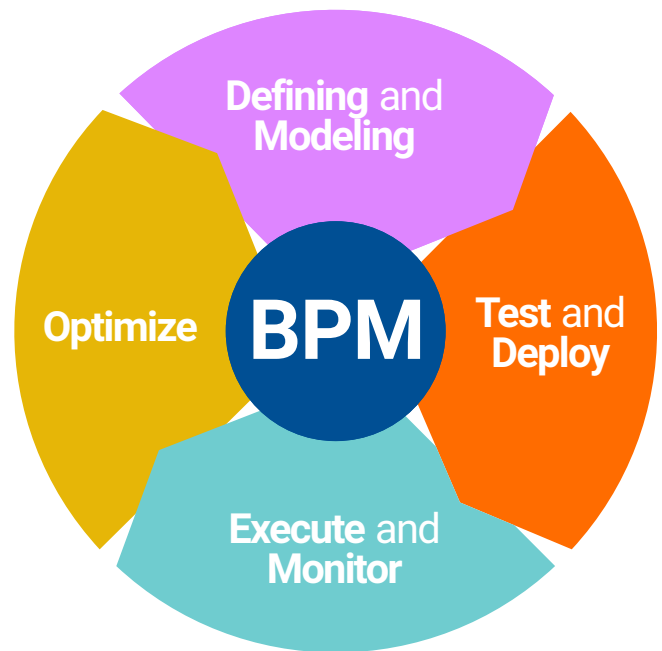 Defining and
Modeling
Optimize
BPM
Test and
Deploy
Execute and
Monitor